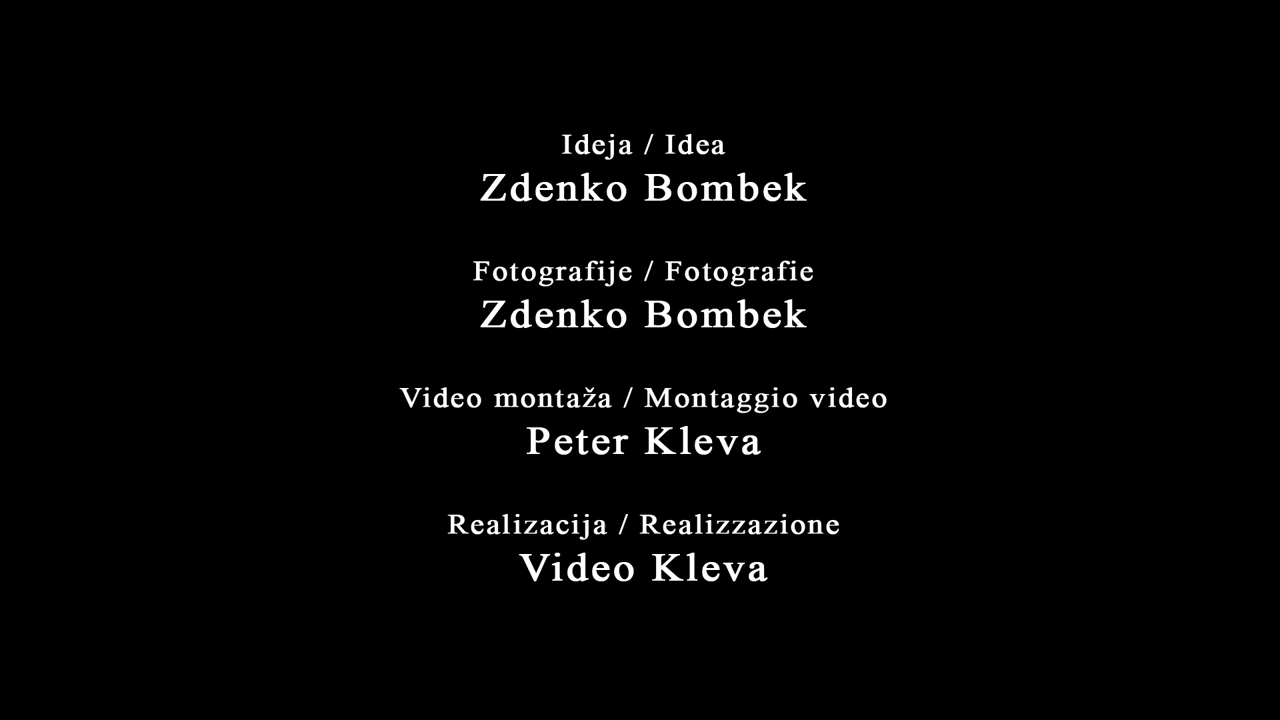 Ideja / Idea
Zdenko Bombek
Fotografije / Fotografie
Zdenko Bombek
Video montaža / Montaggio video
Peter Kleva
Realizacija / Realizzazione
Video Kleva